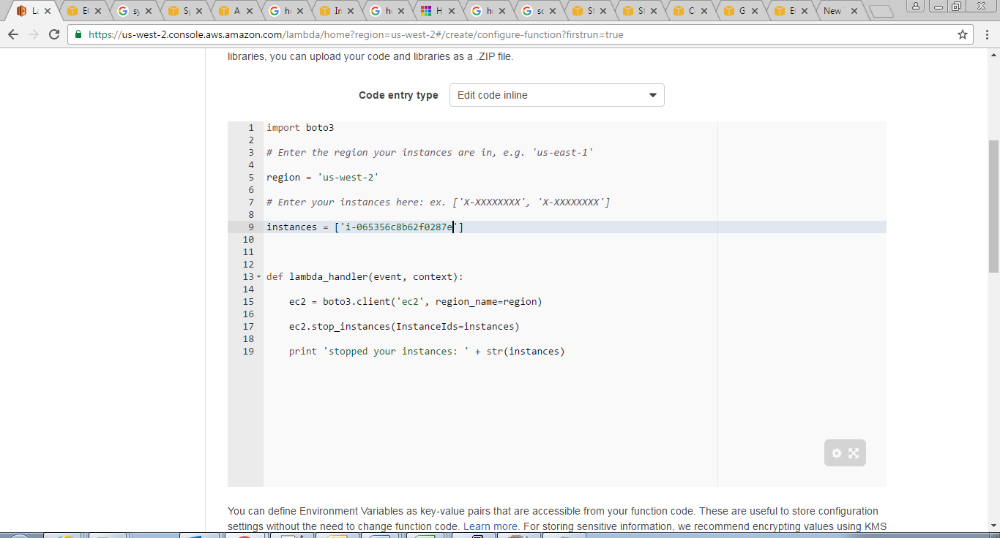 La
E(
sy
S|
A
h(
Ir
h(
H
h(
sc
St
St
C
G
E(
New
https://us-west-2.console.aws.amazon.com/lambda/home?region=us-west-2#/create/configure-function?firstrun=true
libraries, you can upload your code and libraries as a .ZIP file.
Code entry type Edit code inline
1 import boto3
2
3 # Enter the region your instances are in, e.g. 'us-east-1'
4
5 region = 'us-west-2'
6
7 # Enter your instances here: ex. ['X-XXXXXXXX', 'X-XXXXXXXX']
8
9 instances = ['i-065356c8b62f0287e']
10
11
12
13 def lambda_handler(event, context):
14
15 ec2 = boto3.client('ec2', region_name=region)
16
17 ec2.stop_instances(InstanceIds=instances)
18
19 print 'stopped your instances: ' + str(instances)
You can define Environment Variables as key-value pairs that are accessible from your function code. These are useful to store configuration
settings without the need to change function code. Learn more. For storing sensitive information, we recommend encrypting values using KMS